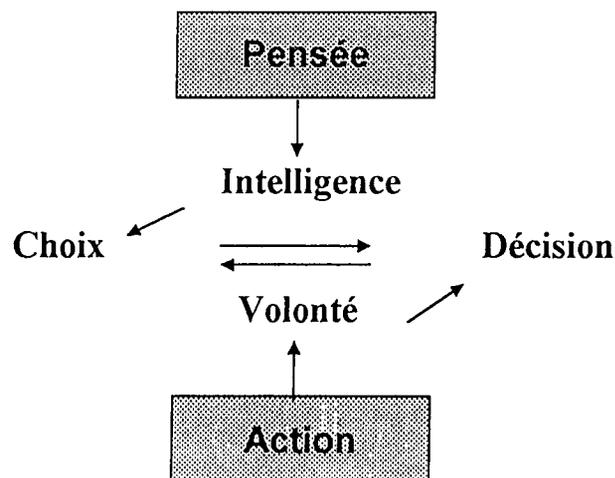 Pensée
Intelligence
Choix
Décision
Volonté
Action